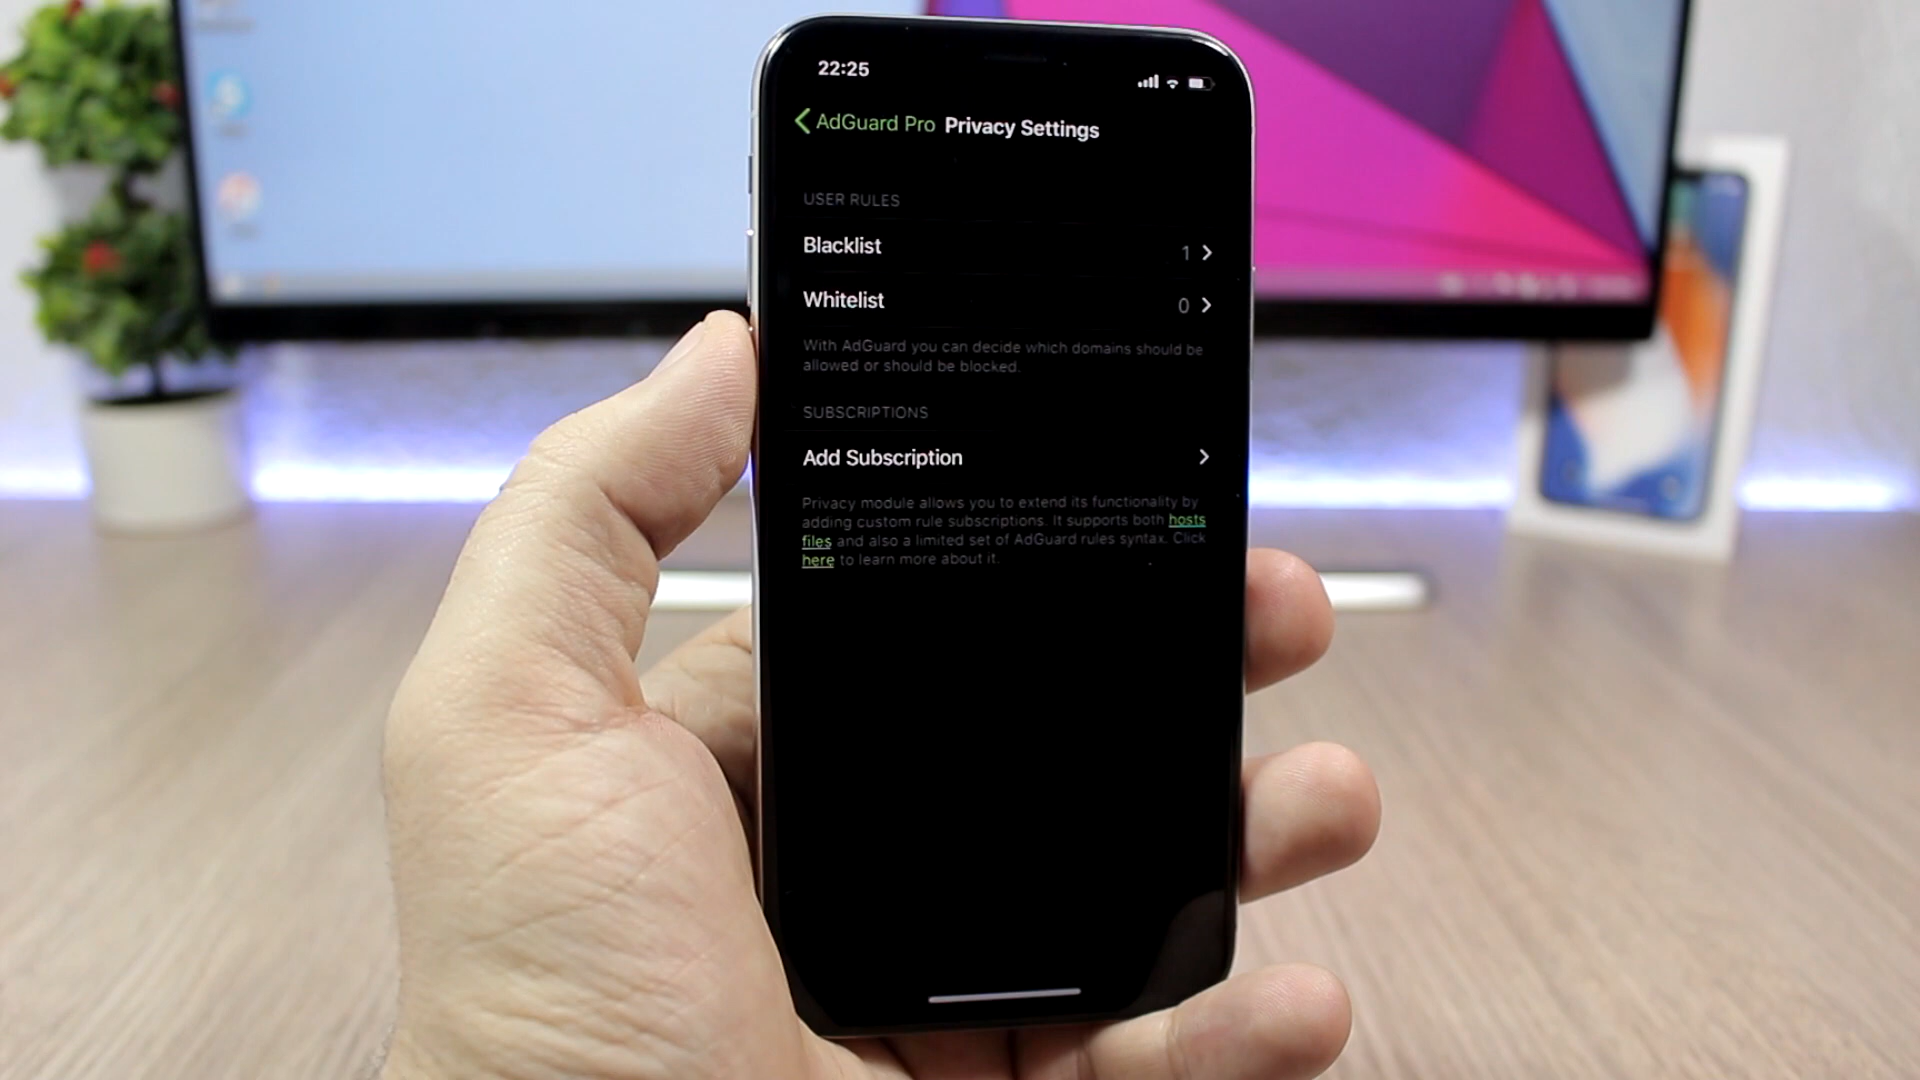 22:25
AdGuard Pro Privacy Settings
USER RULES
Blacklist 1
Whitelist 0
With AdGuard you can decide which domains should be
allowed or should be blocked.
SUBSCRIPTIONS
Add Subscription
Privacy module allows you to extend its functionality by
adding custom rule subscriptions. It supports both hosts
files and also a limited set of AdGuard rules syntax. Click
here to learn more about it.